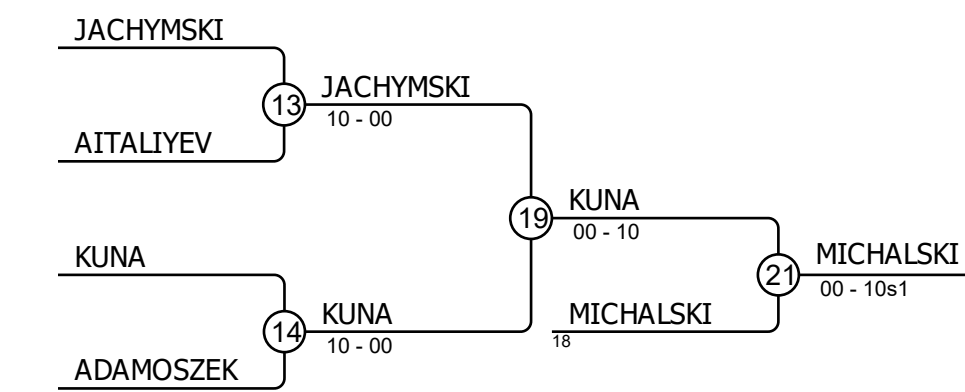 JACHYMSKI
13
JACHYMSKI
10 - 00
AITALIYEV
19
KUNA
00 - 10
KUNA
14
KUNA
10 - 00
ADAMOSZEK
21
MICHALSKI
00 - 10s1
MICHALSKI
18